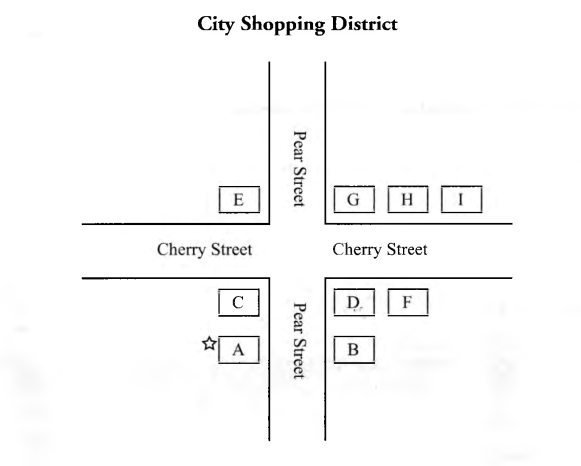 City Shopping District
Pear Street
E
G H I
Cherry Street Cherry Street
C
D F
Pear Street
A
B